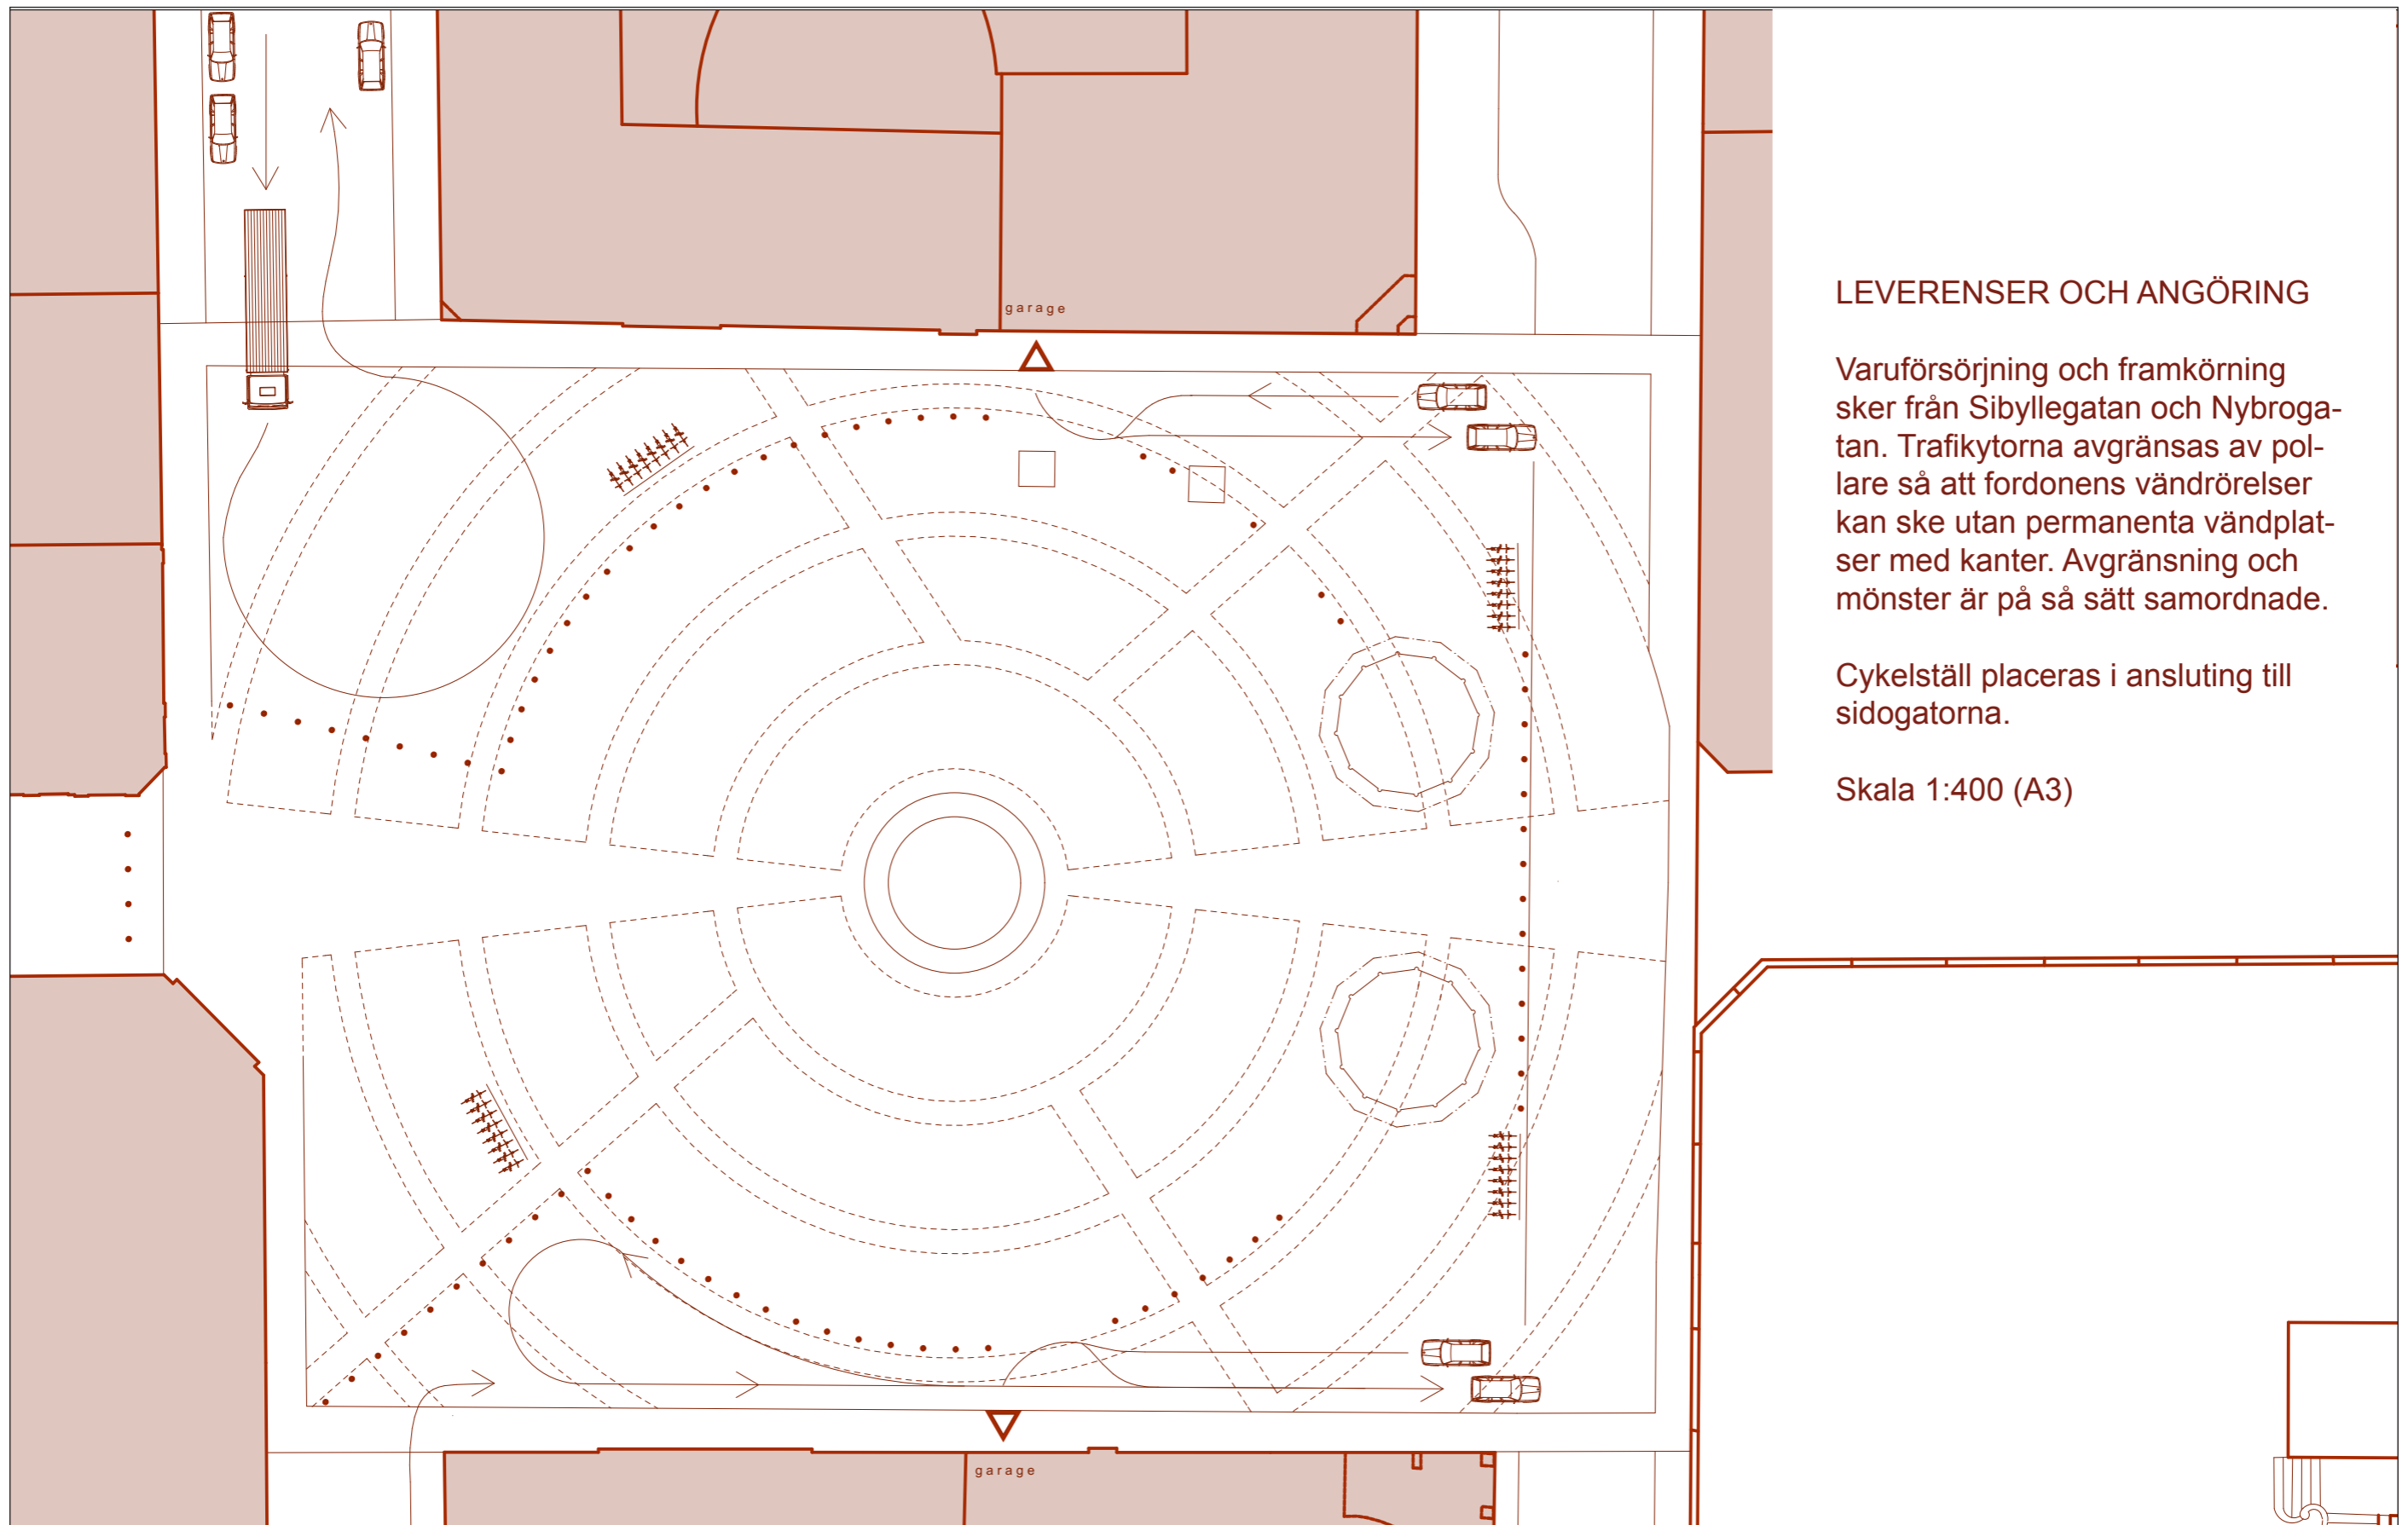 garage
LEVERENSER OCH ANGÖRING
Varuförsörjning och framkörning
sker från Sibyllegatan och Nybroga-
tan. Trafikytorna avgränsas av pol-
lare så att fordonens vändrörelser
kan ske utan permanenta vändplat-
ser med kanter. Avgränsning och
mönster är på så sätt samordnade.
Cykelställ placeras i ansluting till
sidogatorna.
Skala 1:400 (A3)
garage